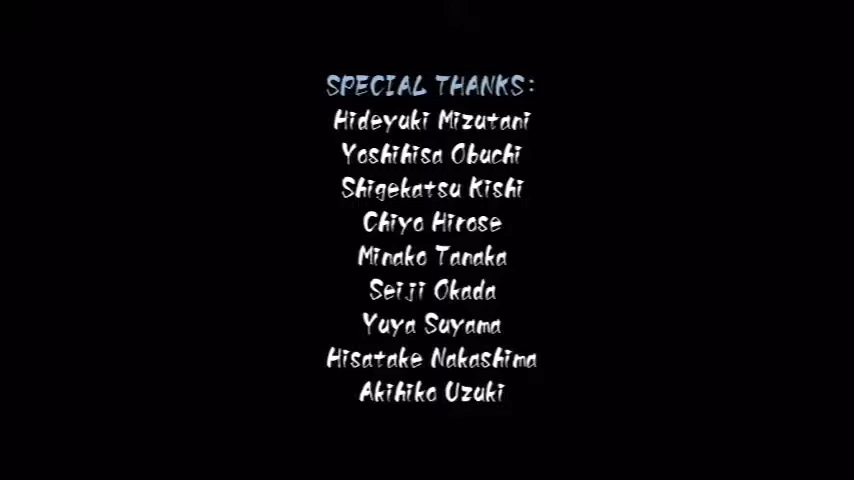 SPECIAL THANKS:
Hideyuki Mizutani
Yoshihisa Obuchi
Shigekatsu Kishi
Chiyo Hirose
Minako Tanaka
Seiji Okada
Yuya Suyama
Hisatake Nakashima
Akihiko Uzuki